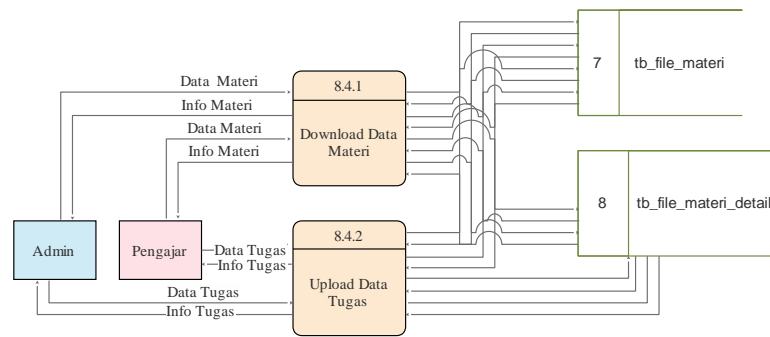 8.4.1
7
tb_file_materi
Data Materi
Info Materi
Data Materi
Info Materi
Download Data
Materi
8
tb_file_materi_detail
8.4.2
Admin
Pengajar
Data Tugas
Info Tugas
Upload Data
Tugas
Data Tugas
Info Tugas